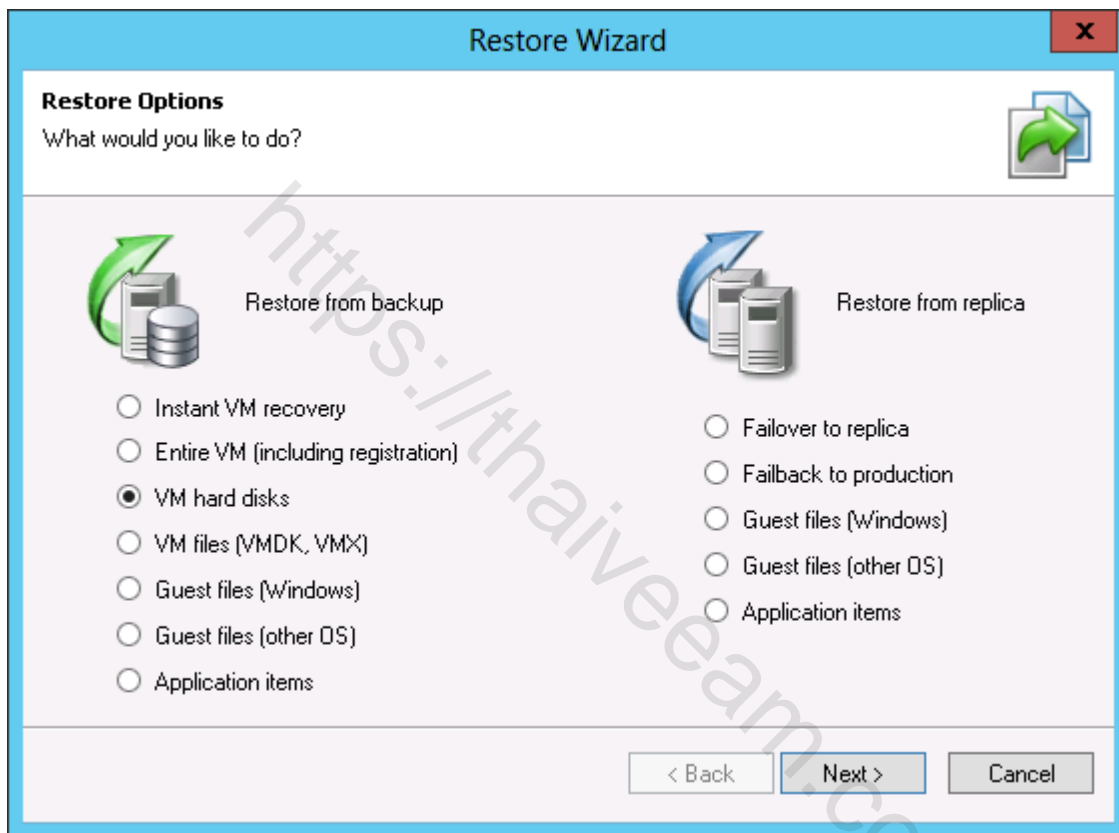 Restore Wizard
x
Restore Options
What would you like to do?
Restore from backup
Instant VM recovery
Entire VM (including registration)
VM hard disks
VM files (VMDK, VMX)
Guest files (Windows)
Guest files (other OS)
Application items
Restore from replica
Failover to replica
Failback to production
Guest files (Windows)
Guest files (other OS)
Application items
< Back
Next >
Cancel
https://thaiveeam.co